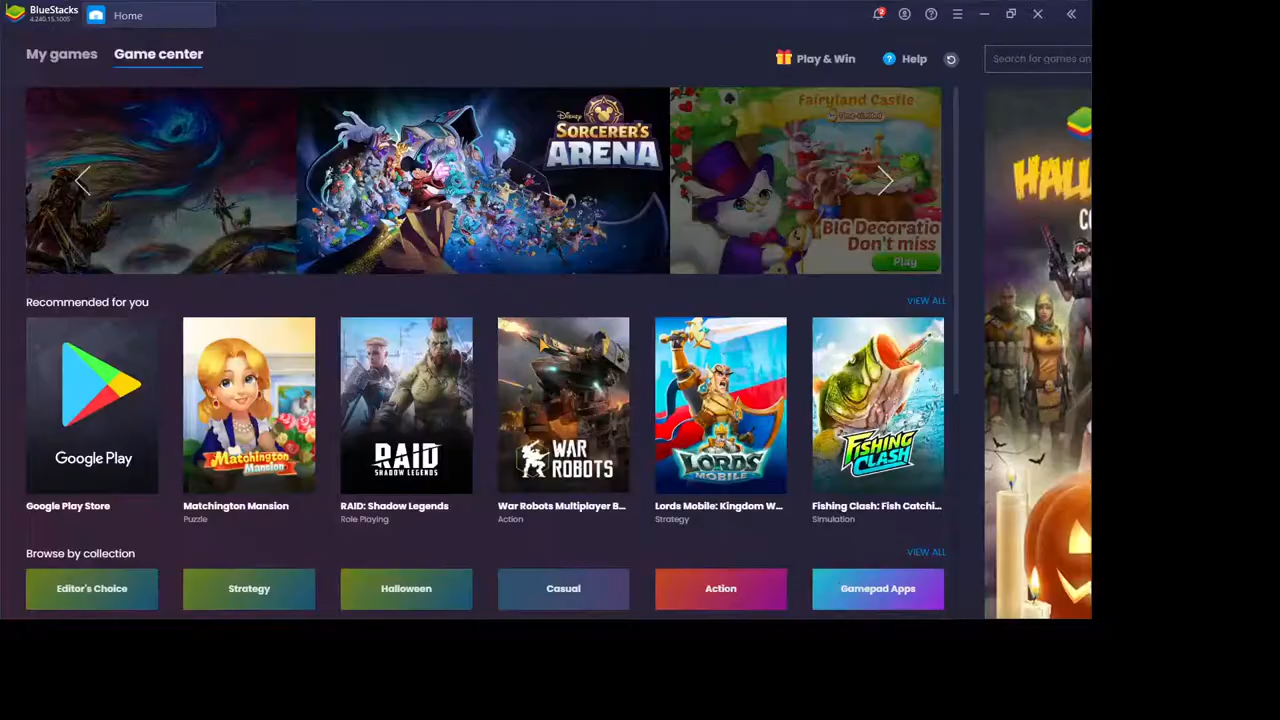 BlueStacks
4.240.15.1005
Home
2
My games
Game center
Play & Win
Help
Search for games an
Disney
SORCERER'S
ARENA
Fairyland Castle
Time-Limited
BIG Decoratio
Don't miss
Play
HALL
Recommended for you
VIEW ALL
Google Play
MATCHINGTON
MANSION
RAID
SHADOW LEGENDS
WAR
ROBOTS
LORDS
MOBILE
FISHING
CLASH
Google Play Store
Matchington Mansion
Puzzle
RAID: Shadow Legends
Role Playing
War Robots Multiplayer B...
Action
Lords Mobile: Kingdom W...
Strategy
Fishing Clash: Fish Catchi...
Simulation
Browse by collection
VIEW ALL
Editor's Choice
Strategy
Halloween
Casual
Action
Gamepad Apps